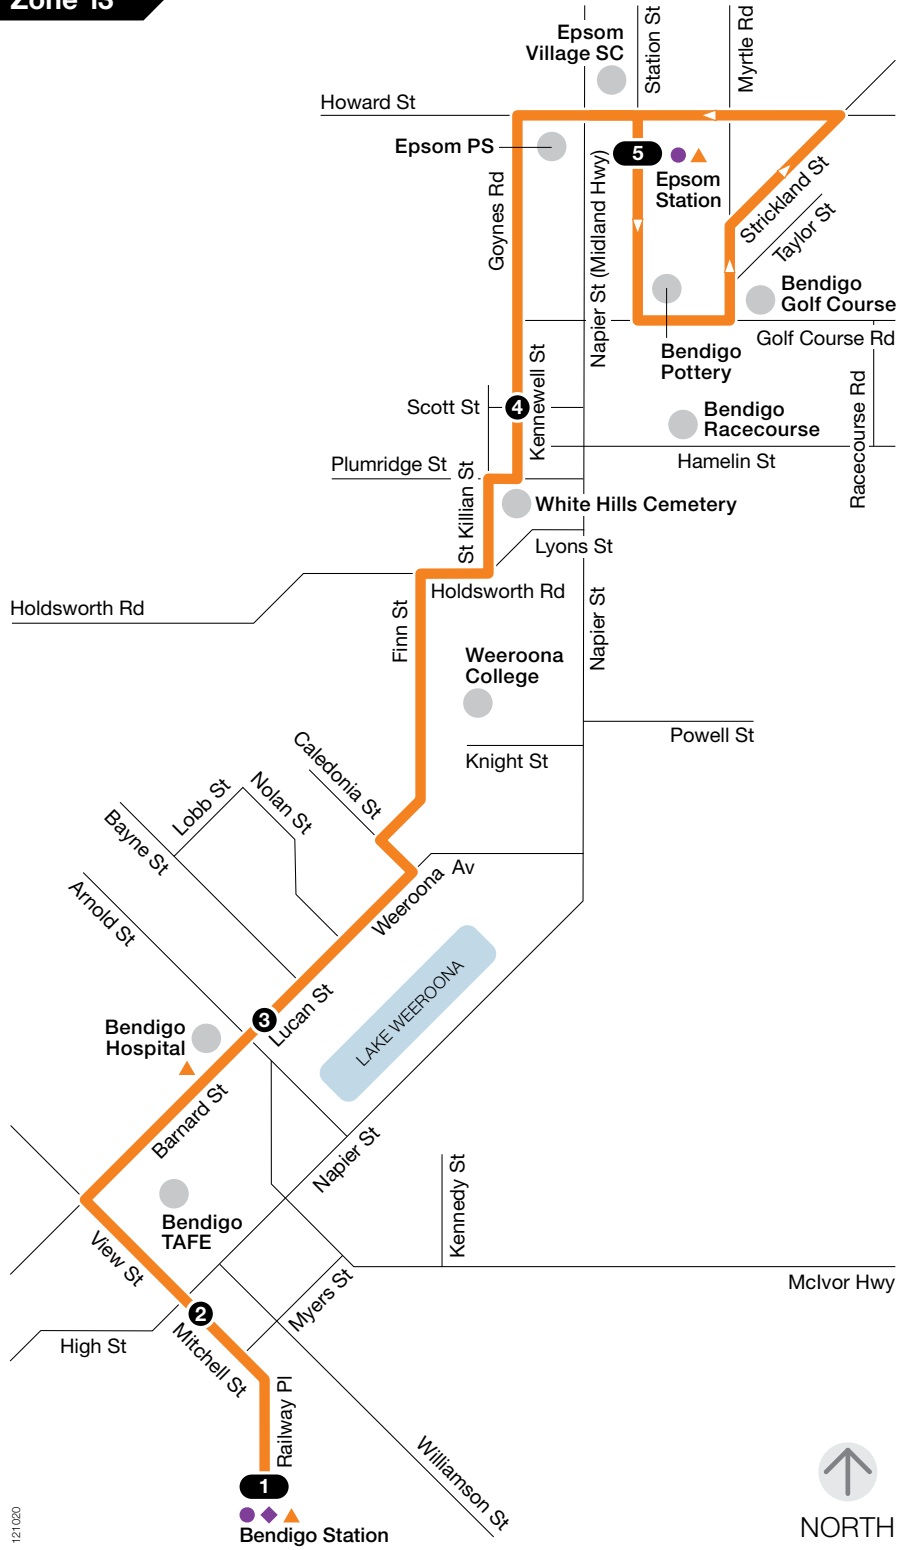 Zone 13
Epsom
Village SC
Station St
Myrtle Rd
Howard St
Epsom PS
5
Epsom
Station
Strickland St
Taylor St
Goynes Rd
Napier St (Midland Hwy)
Bendigo
Golf Course
Golf Course Rd
Bendigo
Pottery
Kennewell St
Scott St
4
Bendigo
Racecourse
Racecourse Rd
Hamelin St
Plumridge St
St Killian St
White Hills Cemetery
Lyons St
Holdsworth Rd
Holdsworth Rd
Finn St
Napier St
Weeroona
College
Powell St
Knight St
Caledonia St
Nolan St
Lobb St
Bayne St
Arnold St
Weeroona
Av
LAKE WEEROONA
3
Lucan St
Bendigo
Hospital
Barnard St
Napier St
Kennedy St
Bendigo
TAFE
View St
McIvor Hwy
Myers St
2
Mitchell St
High St
Railway Pl
Williamson St
1
Bendigo Station
NORTH
121020